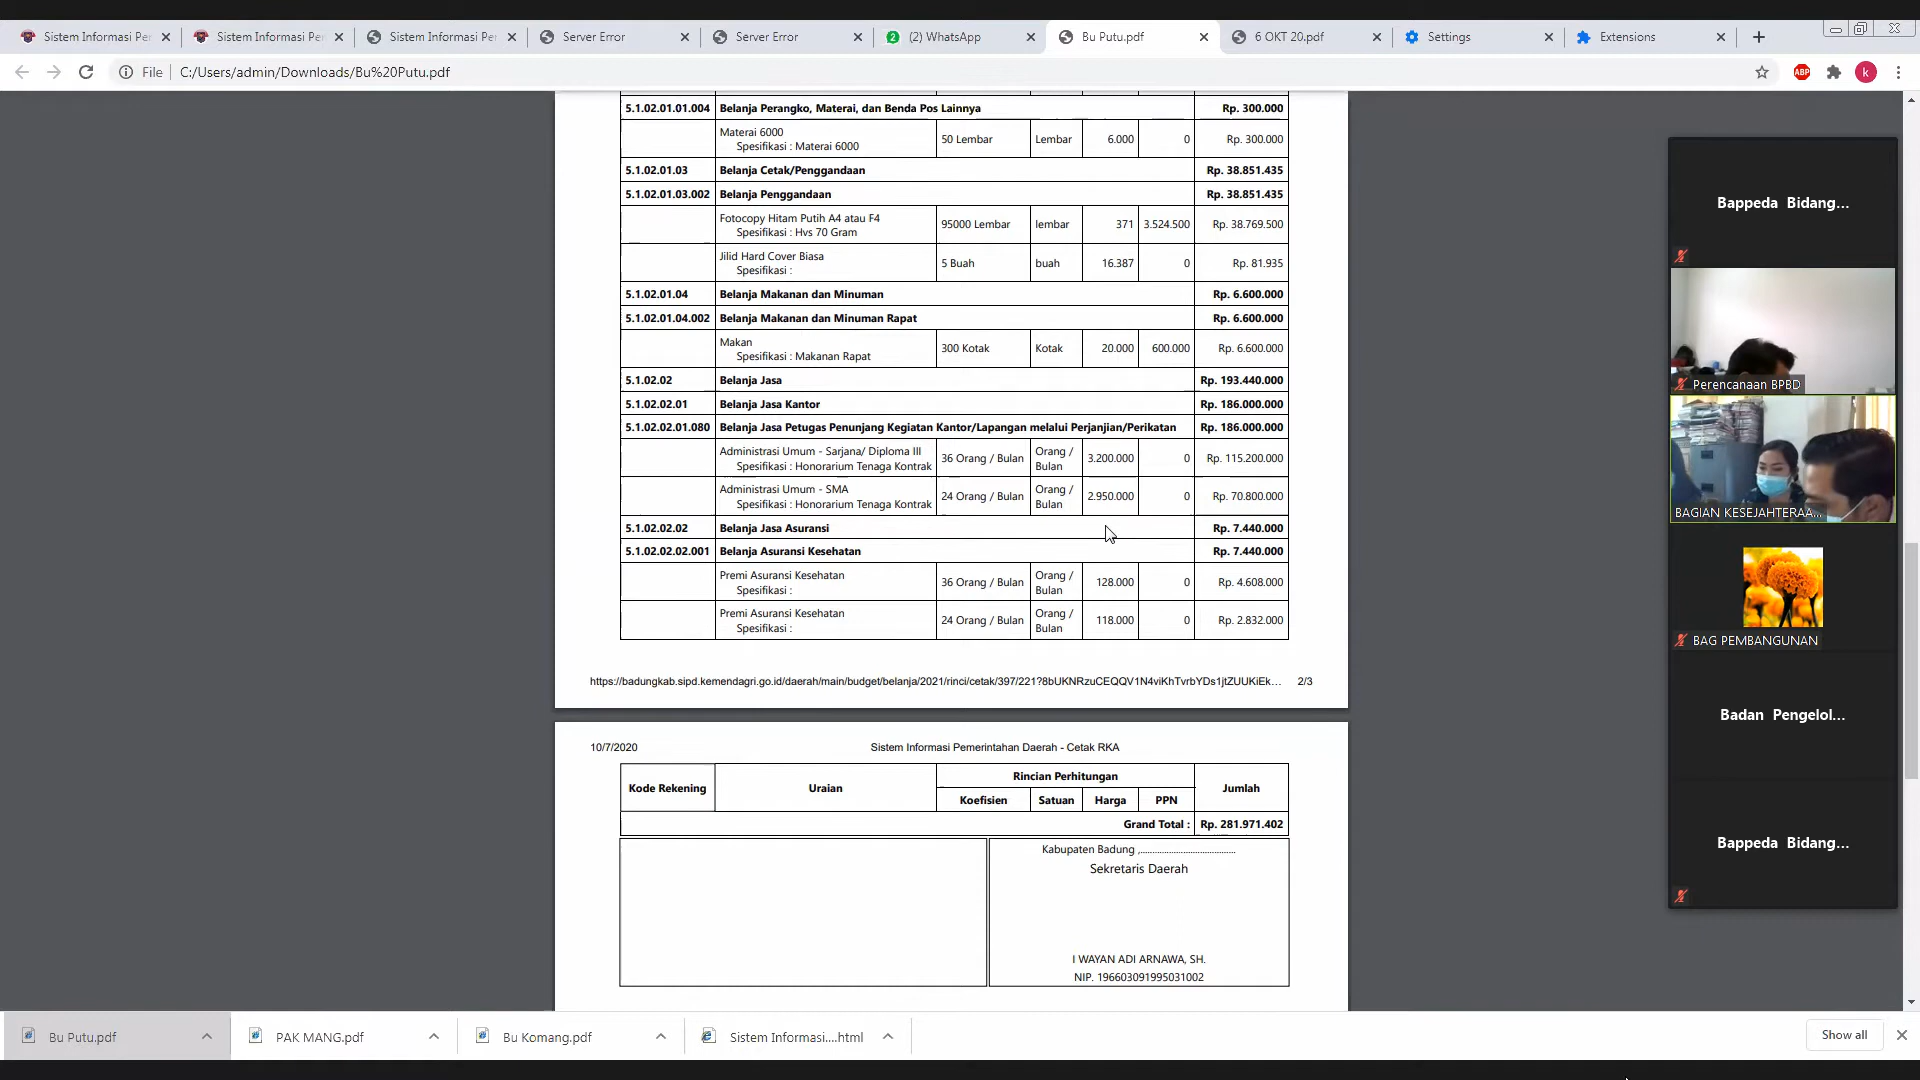 Sistem Informasi Per
Sistem Informasi Per
Sistem Informasi Per
Server Error
Server Error
(2) WhatsApp
Bu Putu.pdf
6 OKT 20.pdf
Settings
Extensions
File | C:/Users/admin/Downloads/Bu%20Putu.pdf
ABP
k
5.1.02.01.01.004 Belanja Perangko, Materai, dan Benda Pos Lainnya Rp. 300.000
Materai 6000
Spesifikasi : Materai 6000
50 Lembar Lembar 6.000 0 Rp. 300.000
5.1.02.01.03 Belanja Cetak/Penggandaan Rp. 38.851.435
5.1.02.01.03.002 Belanja Penggandaan Rp. 38.851.435
Fotocopy Hitam Putih A4 atau F4
Spesifikasi : Hvs 70 Gram
95000 Lembar lembar 371 3.524.500 Rp. 38.769.500
Jilid Hard Cover Biasa
Spesifikasi :
5 Buah buah 16.387 0 Rp. 81.935
5.1.02.01.04 Belanja Makanan dan Minuman Rp. 6.600.000
5.1.02.01.04.002 Belanja Makanan dan Minuman Rapat Rp. 6.600.000
Makan
Spesifikasi : Makanan Rapat
300 Kotak Kotak 20.000 600.000 Rp. 6.600.000
5.1.02.02 Belanja Jasa Rp. 193.440.000
5.1.02.02.01 Belanja Jasa Kantor Rp. 186.000.000
5.1.02.02.01.080 Belanja Jasa Petugas Penunjang Kegiatan Kantor/Lapangan melalui Perjanjian/Perikatan Rp. 186.000.000
Administrasi Umum - Sarjana/ Diploma III
Spesifikasi : Honorarium Tenaga Kontrak
36 Orang / Bulan Orang / Bulan 3.200.000 0 Rp. 115.200.000
Administrasi Umum - SMA
Spesifikasi : Honorarium Tenaga Kontrak
24 Orang / Bulan Orang / Bulan 2.950.000 0 Rp. 70.800.000
5.1.02.02.02 Belanja Jasa Asuransi Rp. 7.440.000
5.1.02.02.02.001 Belanja Asuransi Kesehatan Rp. 7.440.000
Premi Asuransi Kesehatan
Spesifikasi :
36 Orang / Bulan Orang / Bulan 128.000 0 Rp. 4.608.000
Premi Asuransi Kesehatan
Spesifikasi :
24 Orang / Bulan Orang / Bulan 118.000 0 Rp. 2.832.000
https://badungkab.sipd.kemendagri.go.id/daerah/main/budget/belanja/2021/rinci/cetak/397/221?8bUKNRzuCEQQV1N4viKhTvrbYDs1jtZUUKiEk... 2/3
10/7/2020 Sistem Informasi Pemerintahan Daerah - Cetak RKA
Kode Rekening Uraian Rincian Perhitungan Jumlah
Koefisien Satuan Harga PPN
Grand Total : Rp. 281.971.402
Kabupaten Badung ,......................................
Sekretaris Daerah
I WAYAN ADI ARNAWA, SH.
NIP. 196603091995031002
Bappeda Bidang...
Perencanaan BPBD
BAGIAN KESEJAHTERAA...
BAG PEMBANGUNAN
Badan Pengelol...
Bappeda Bidang...
Bu Putu.pdf
PAK MANG.pdf
Bu Komang.pdf
Sistem Informasi....html
Show all